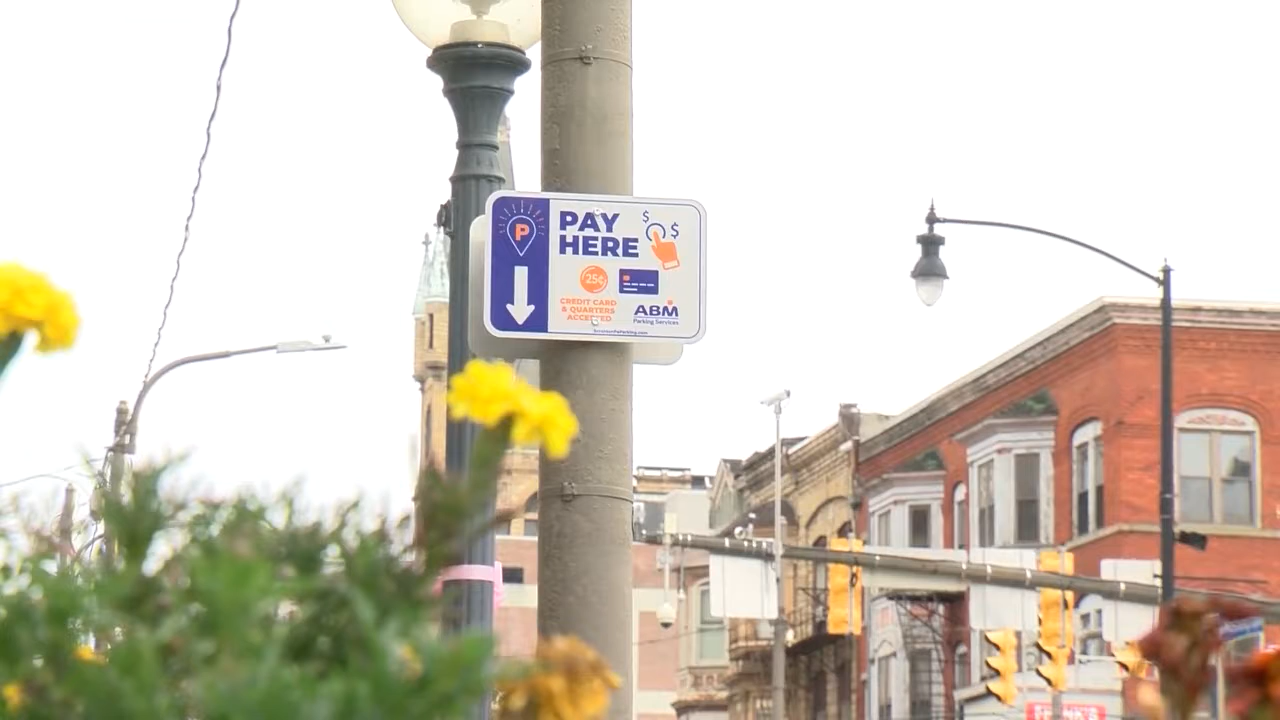 P
PAY
HERE
$ $
25¢
CREDIT CARD
& QUARTERS
ACCEPTED
ABM
Parking Services